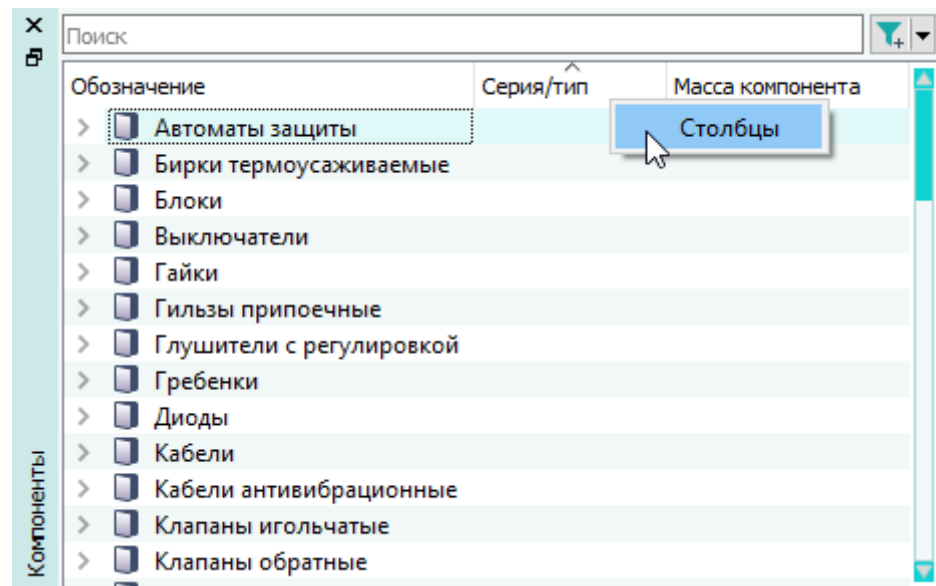 Поиск
Обозначение Серия/тип Масса компонента
Автоматы защиты
Столбцы
Бирки термоусаживаемые
Блоки
Выключатели
Гайки
Гильзы припоечные
Глушители с регулировкой
Гребенки
Диоды
Кабели
Кабели антивибрационные
Клапаны игольчатые
Клапаны обратные
Компоненты